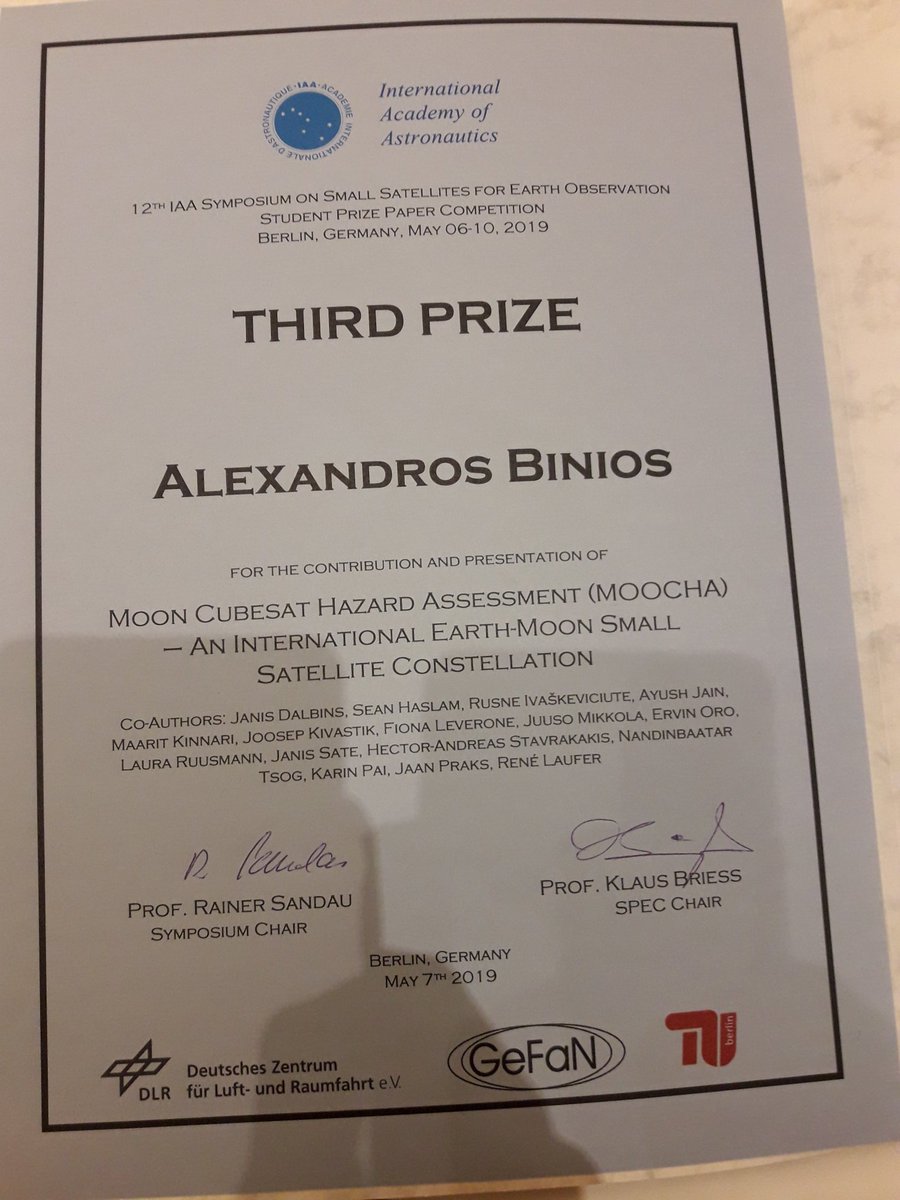 IAA · ACADEMIE INTERNATIONALE D'ASTRONAUTIQUE
International
Academy of
Astronautics
12TH IAA SYMPOSIUM ON SMALL SATELLITES FOR EARTH OBSERVATION
STUDENT PRIZE PAPER COMPETITION
BERLIN, GERMANY, MAY 06-10, 2019
THIRD PRIZE
ALEXANDROS BINIOS
FOR THE CONTRIBUTION AND PRESENTATION OF
MOON CUBESAT HAZARD ASSESSMENT (MOOCHA)
– AN INTERNATIONAL EARTH-MOON SMALL
SATELLITE CONSTELLATION
CO-AUTHORS: JANIS DALBINS, SEAN HASLAM, RUSNE IVAŠKEVICIUTE, AYUSH JAIN,
MAARIT KINNARI, JOOSEP KIVASTIK, FIONA LEVERONE, JUUSO MIKKOLA, ERVIN ORO,
LAURA RUUSMANN, JANIS SATE, HECTOR-ANDREAS STAVRAKAKIS, NANDINBAATAR
TSOG, KARIN PAI, JAAN PRAKS, RENÉ LAUFER
PROF. RAINER SANDAU
SYMPOSIUM CHAIR
PROF. KLAUS BRIESS
SPEC CHAIR
BERLIN, GERMANY
MAY 7TH 2019
DLR
Deutsches Zentrum
für Luft- und Raumfahrt e.V.
GeFaN
TU berlin